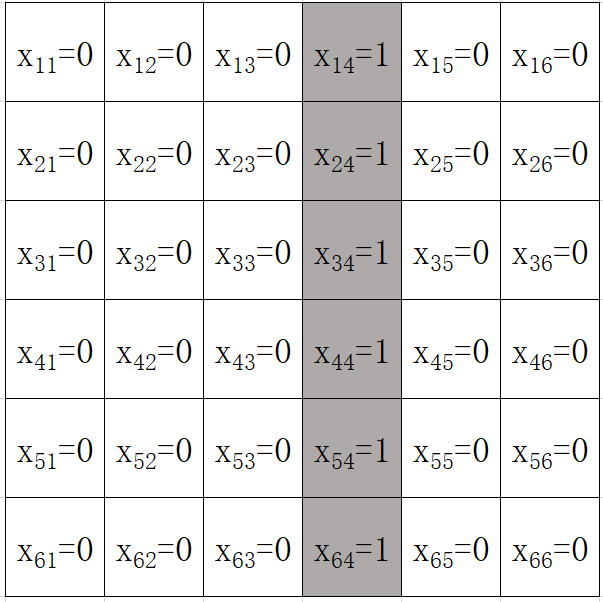 x₁₁=0 x₁₂=0 x₁₃=0 x₁₄=1 x₁₅=0 x₁₆=0
x₂₁=0 x₂₂=0 x₂₃=0 x₂₄=1 x₂₅=0 x₂₆=0
x₃₁=0 x₃₂=0 x₃₃=0 x₃₄=1 x₃₅=0 x₃₆=0
x₄₁=0 x₄₂=0 x₄₃=0 x₄₄=1 x₄₅=0 x₄₆=0
x₅₁=0 x₅₂=0 x₅₃=0 x₅₄=1 x₅₅=0 x₅₆=0
x₆₁=0 x₆₂=0 x₆₃=0 x₆₄=1 x₆₅=0 x₆₆=0